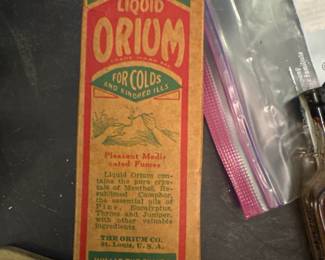 LIQUID
ORIUM
TRADE MARK
FOR COLDS
AND KINDRED ILLS
Pleasant Medi-
cated Fumes
Liquid Orium con-
tains the pure crys-
tals of Menthol, Re-
sublimed Camphor,
the essential oils of
Pine, Eucalyptus,
Thyme and Juniper,
with other valuable
ingredients.
THE ORIUM CO.
St. Louis, U. S. A.